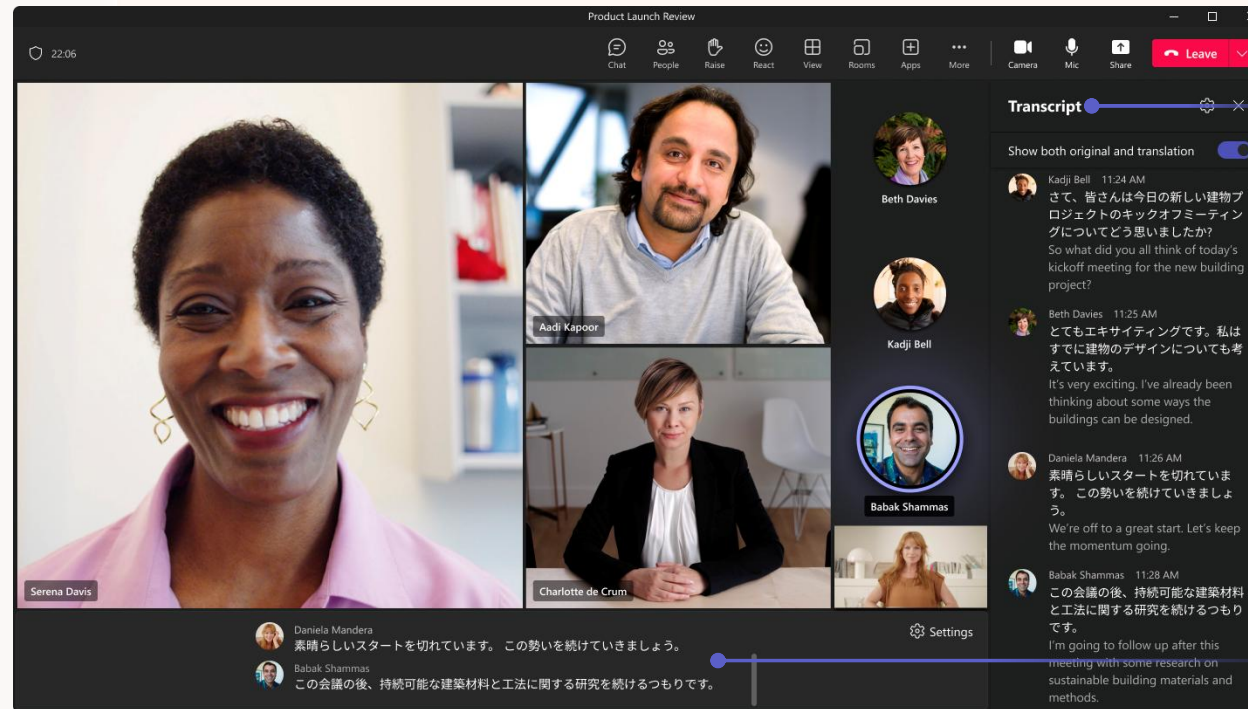 Product Launch Review
22:06
Chat
People
Raise
React
View
Rooms
Apps
More
Camera
Mic
Share
Leave
Serena Davis
Aadi Kapoor
Charlotte de Crum
Beth Davies
Kadji Bell
Babak Shammas
Daniela Mandera
素晴らしいスタートを切れています。 この勢いを続けていきましょう。
Babak Shammas
この会議の後、持続可能な建築材料と工法に関する研究を続けるつもりです。
Settings
Transcript
Show both original and translation
Kadji Bell 11:24 AM
さて、皆さんは今日の新しい建物プ
ロジェクトのキックオフミーティン
グについてどう思いましたか?
So what did you all think of today's
kickoff meeting for the new building
project?
Beth Davies 11:25 AM
とてもエキサイティングです。私は
すでに建物のデザインについても考
えています。
It's very exciting. I've already been
thinking about some ways the
buildings can be designed.
Daniela Mandera 11:26 AM
素晴らしいスタートを切れていま
す。 この勢いを続けていきましょ
う。
We're off to a great start. Let's keep
the momentum going.
Babak Shammas 11:28 AM
この会議の後、持続可能な建築材料
と工法に関する研究を続けるつもり
です。
I'm going to follow up after this
meeting with some research on
sustainable building materials and
methods.